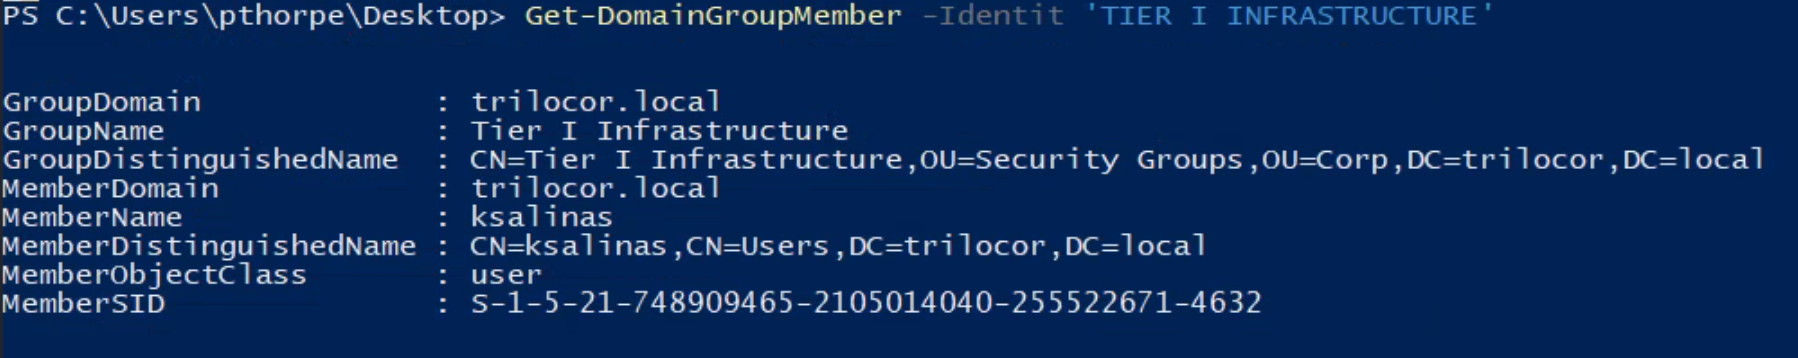 PS C:\Users\pthorpe\Desktop> Get-DomainGroupMember -Identit 'TIER I INFRASTRUCTURE'
GroupDomain : trilocor.local
GroupName : Tier I Infrastructure
GroupDistinguishedName : CN=Tier I Infrastructure,OU=Security Groups,OU=Corp,DC=trilocor,DC=local
MemberDomain : trilocor.local
MemberName : ksalinas
MemberDistinguishedName : CN=ksalinas,CN=Users,DC=trilocor,DC=local
MemberObjectClass : user
MemberSID : S-1-5-21-748909465-2105014040-255522671-4632